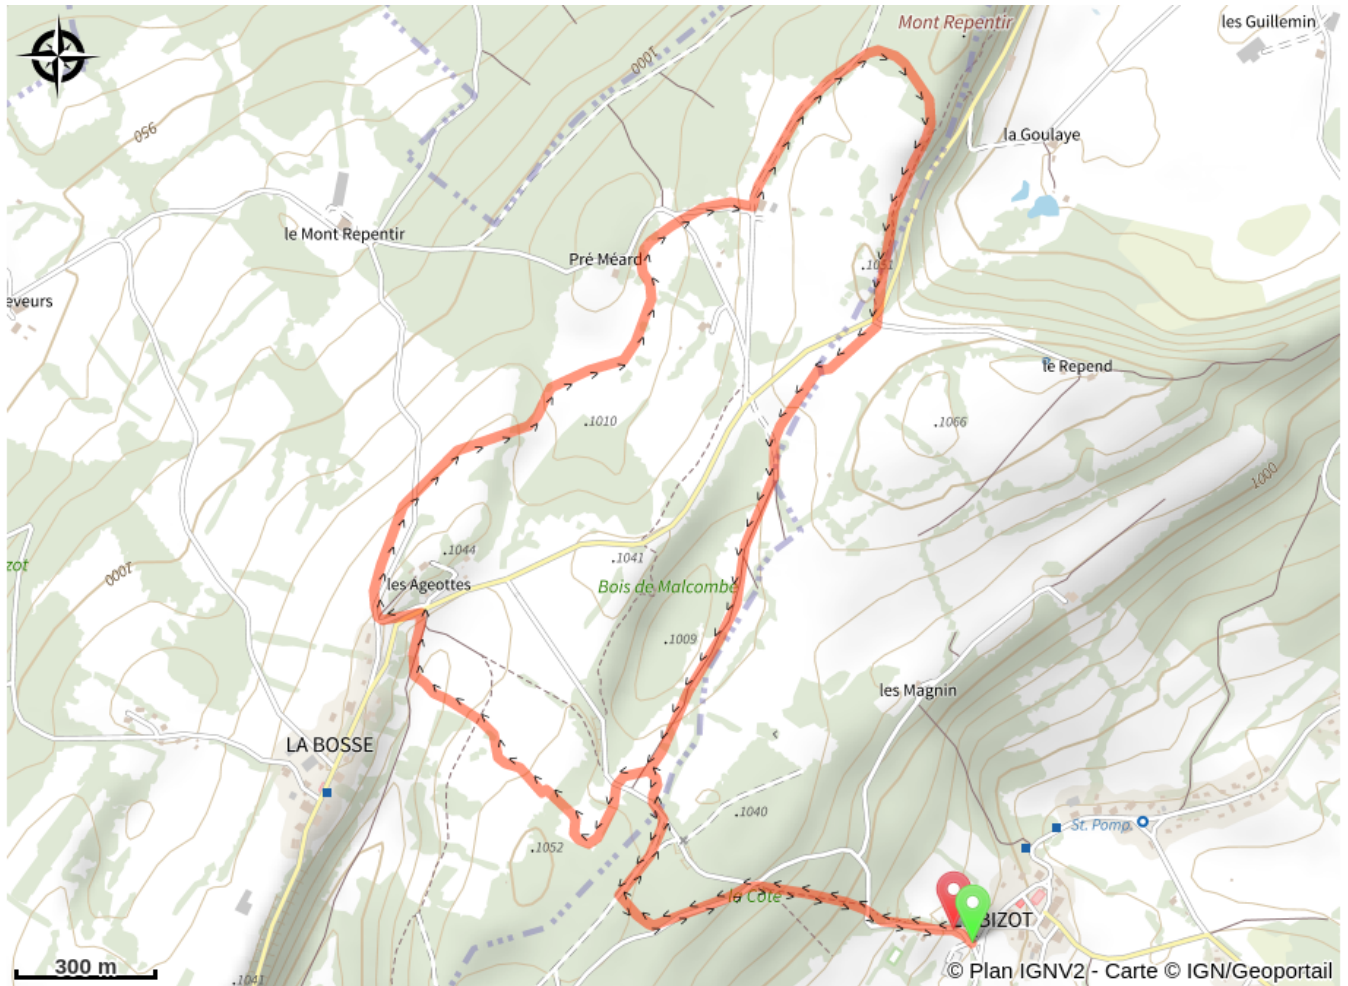 Mont Repentir
les Guillemin
1000
950
la Goulaye
le Mont Repentir
Pré Méard
.1051
eveurs
le Repend
.1010
.1066
1000
.1044
.1041
zot
1000
les Ageottes
Bois de Malcombe
.1009
les Magnin
LA BOSSE
.1040
St. Pomp.
.1052
la Côte
BIZOT
300 m
.1041
© Plan IGNV2 - Carte © IGN/Geoportail